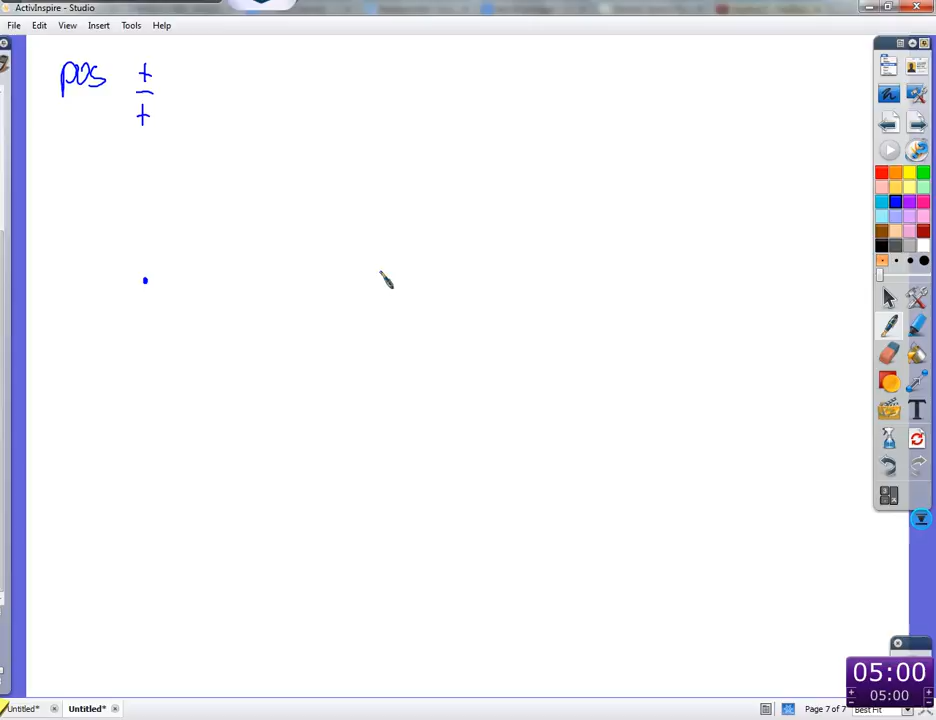 ActivInspire - Studio
File Edit View Insert Tools Help
pos +
+
05:00
05:00
Untitled* Untitled* Page 7 of 7 Best Fit